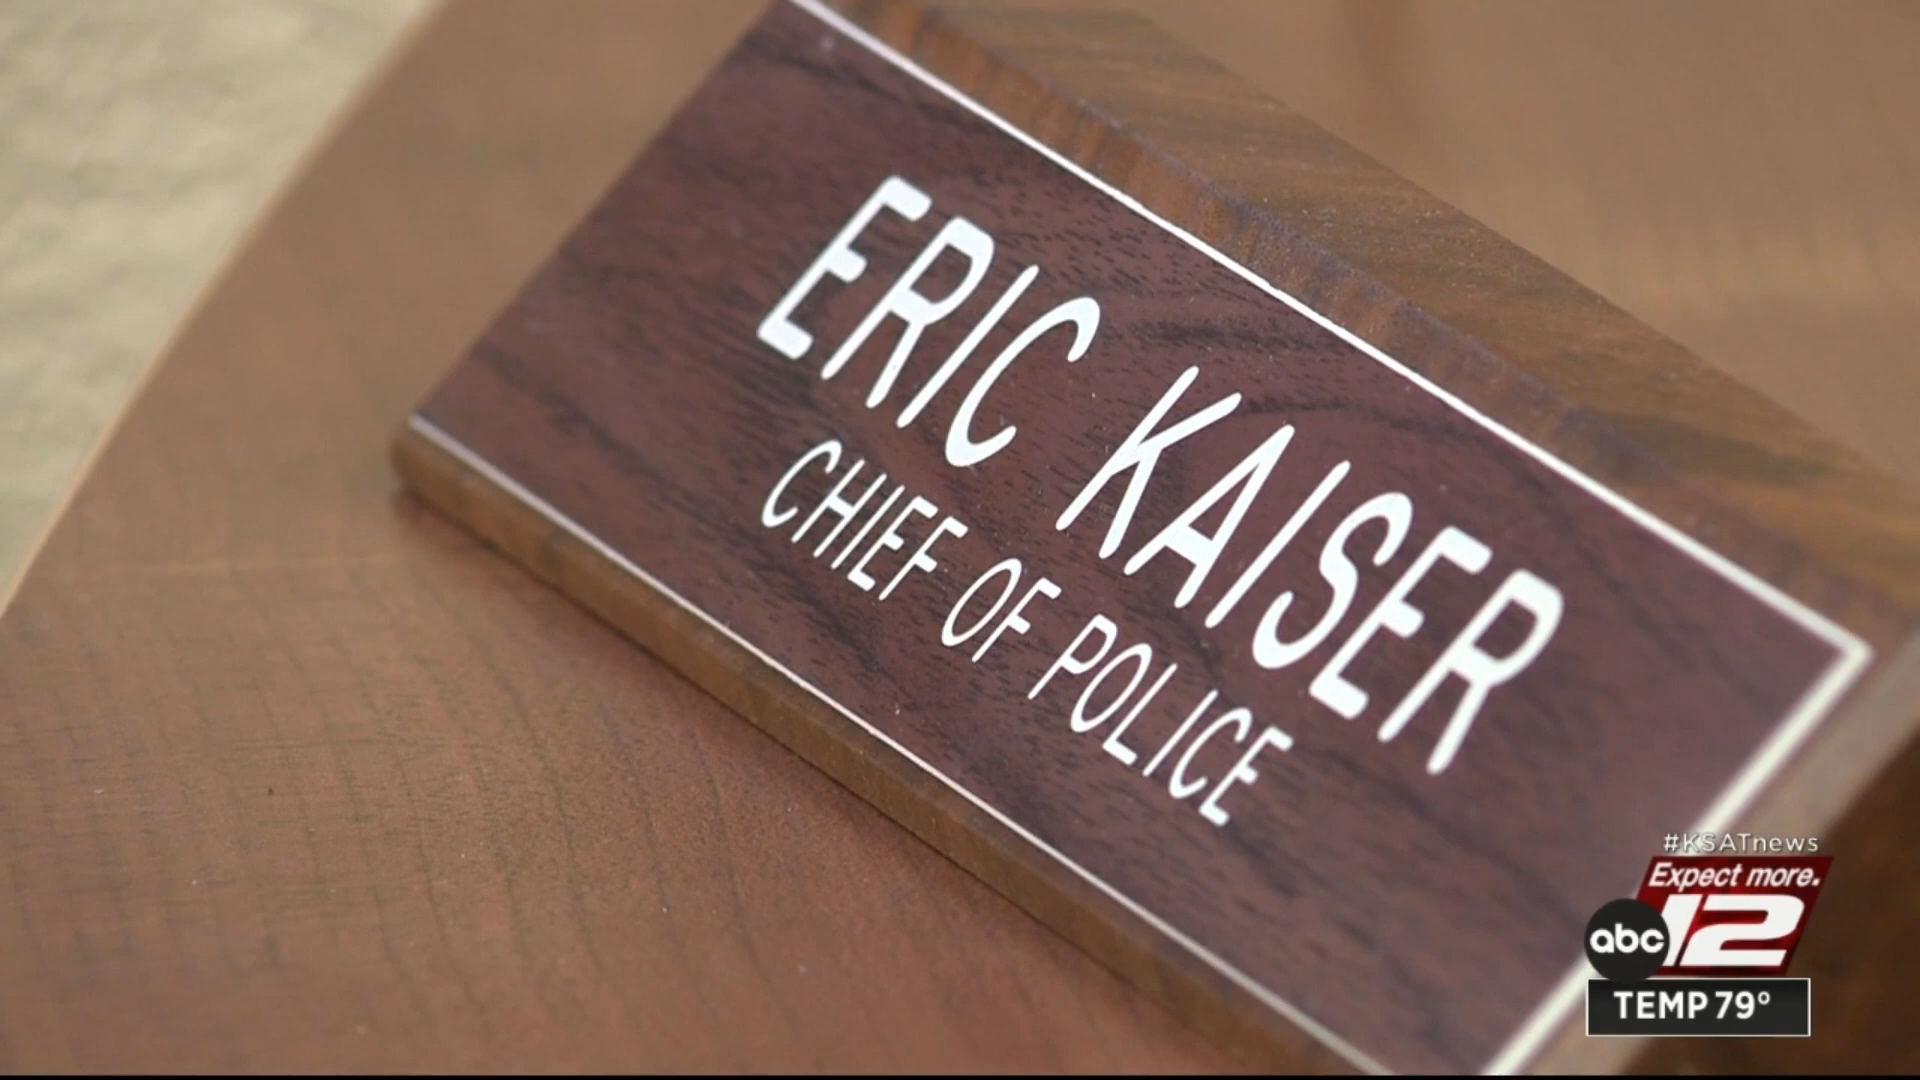 ERIC KAISER
CHIEF OF POLICE
#KSATnews
Expect more.
abc 12
TEMP 79°